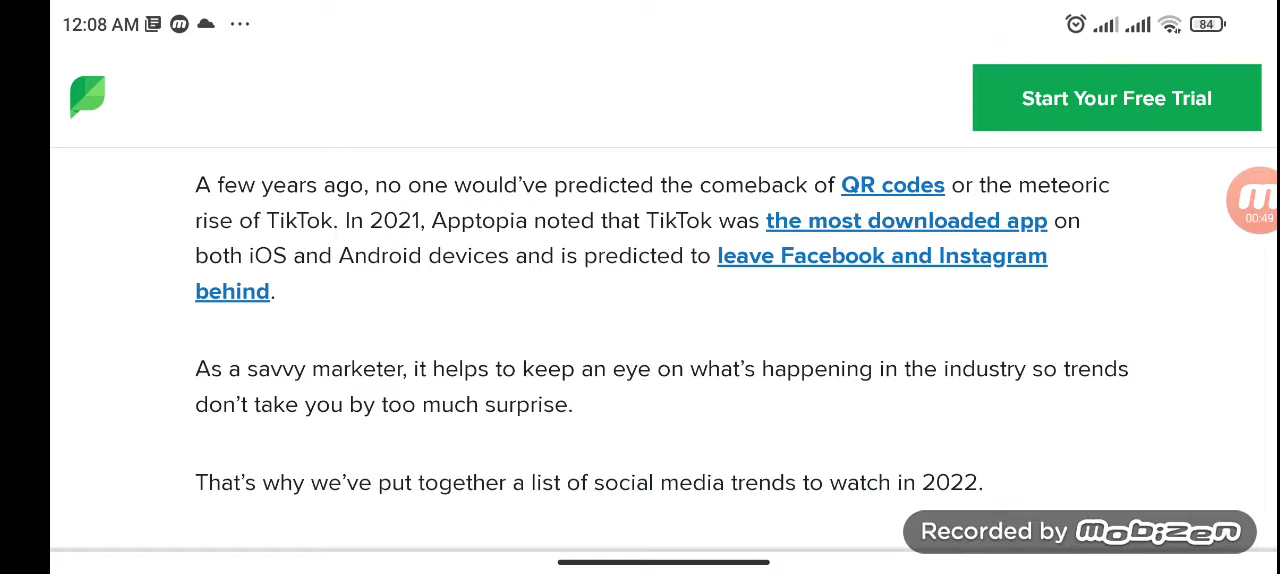 12:08 AM
84
Start Your Free Trial
A few years ago, no one would’ve predicted the comeback of QR codes or the meteoric
rise of TikTok. In 2021, Apptopia noted that TikTok was the most downloaded app on
both iOS and Android devices and is predicted to leave Facebook and Instagram
behind.
00:49
As a savvy marketer, it helps to keep an eye on what’s happening in the industry so trends
don’t take you by too much surprise.
That’s why we’ve put together a list of social media trends to watch in 2022.
Recorded by mobizen